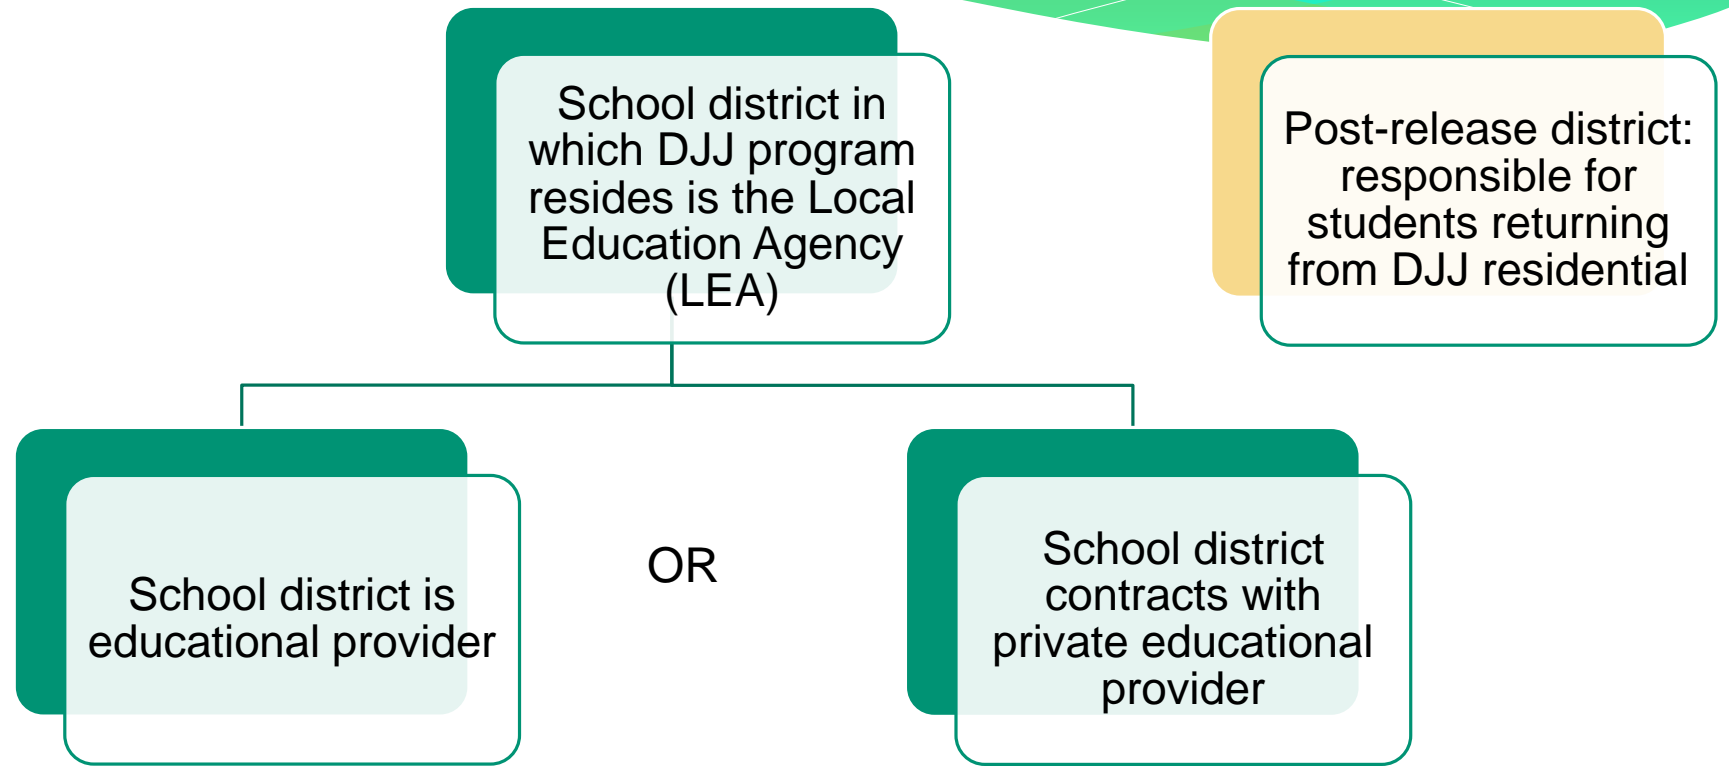 School district in
which DJJ program
resides is the Local
Education Agency
(LEA)
Post-release district:
responsible for
students returning
from DJJ residential
School district is
educational provider
OR
School district
contracts with
private educational
provider